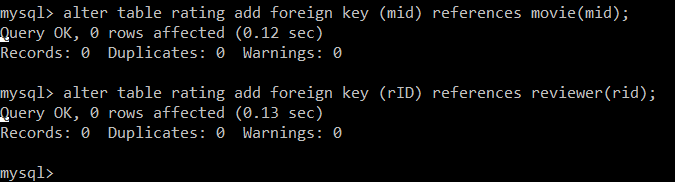 mysql> alter table rating add foreign key (mid) references movie(mid);
Query OK, 0 rows affected (0.12 sec)
Records: 0  Duplicates: 0  Warnings: 0
mysql> alter table rating add foreign key (rID) references reviewer(rid);
Query OK, 0 rows affected (0.13 sec)
Records: 0  Duplicates: 0  Warnings: 0
mysql>